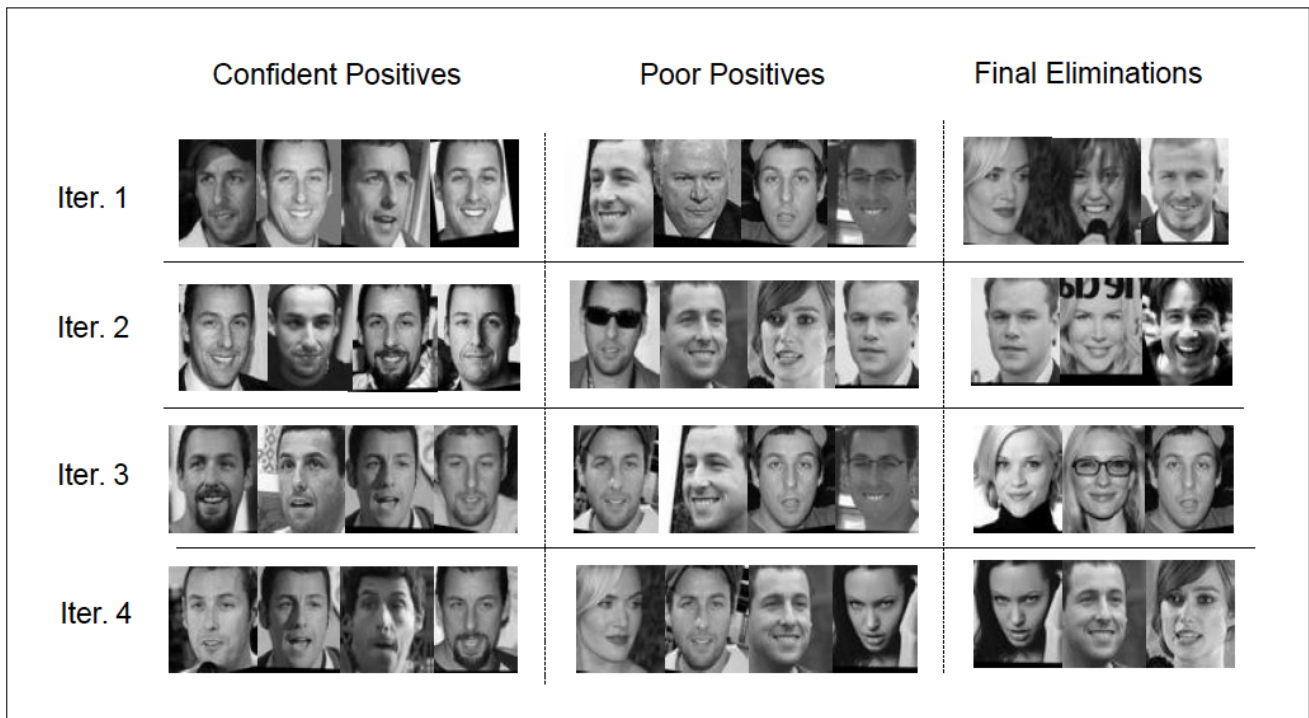 Confident Positives Poor Positives Final Eliminations
Iter. 1
Iter. 2
Iter. 3
Iter. 4